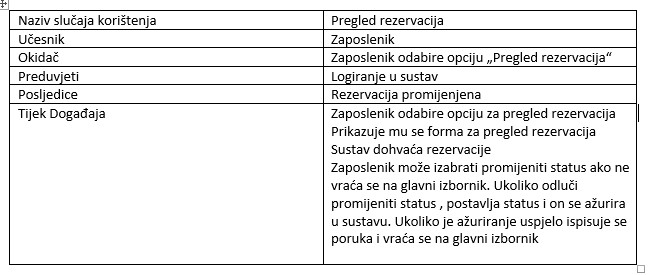 Naziv slučaja korištenja Pregled rezervacija
Učesnik Zaposlenik
Okidač Zaposlenik odabire opciju „Pregled rezervacija“
Preduvjeti Logiranje u sustav
Posljedice Rezervacija promijenjena
Tijek Događaja Zaposlenik odabire opciju za pregled rezervacija
Prikazuje mu se forma za pregled rezervacija
Sustav dohvaća rezervacije
Zaposlenik može izabrati promijeniti status ako ne
vraća se na glavni izbornik. Ukoliko odluči
promijeniti status , postavlja status i on se ažurira
u sustavu. Ukoliko je ažuriranje uspjelo ispisuje se
poruka i vraća se na glavni izbornik